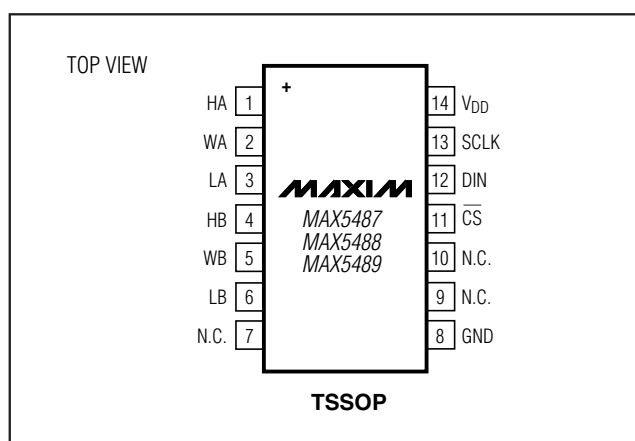 TOP VIEW
+
HA 1
WA 2
LA 3
HB 4
WB 5
LB 6
N.C. 7
MAXIM
MAX5487
MAX5488
MAX5489
14 VDD
13 SCLK
12 DIN
11 C̅S̅
10 N.C.
9 N.C.
8 GND
TSSOP